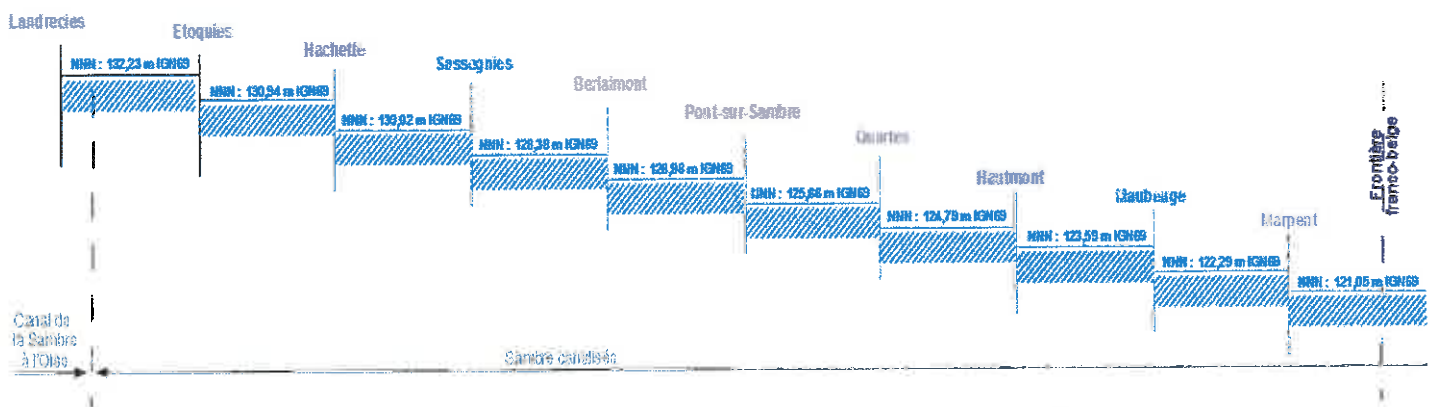 Landrecies
Etoquies
Hachette
Sassegnies
Berlaimont
Pont-sur-Sambre
Quartes
Hautmont
Maubeuge
Marpent
NNN : 132,23 m IGN69
NNN : 130,94 m IGN69
NNN : 130,02 m IGN69
NNN : 128,38 m IGN69
NNN : 126,98 m IGN69
NNN : 125,68 m IGN69
NNN : 124,79 m IGN69
NNN : 123,59 m IGN69
NNN : 122,29 m IGN69
NNN : 121,05 m IGN69
Frontière
franco-belge
Canal de
la Sambre
à l'Oise
Sambre canalisée